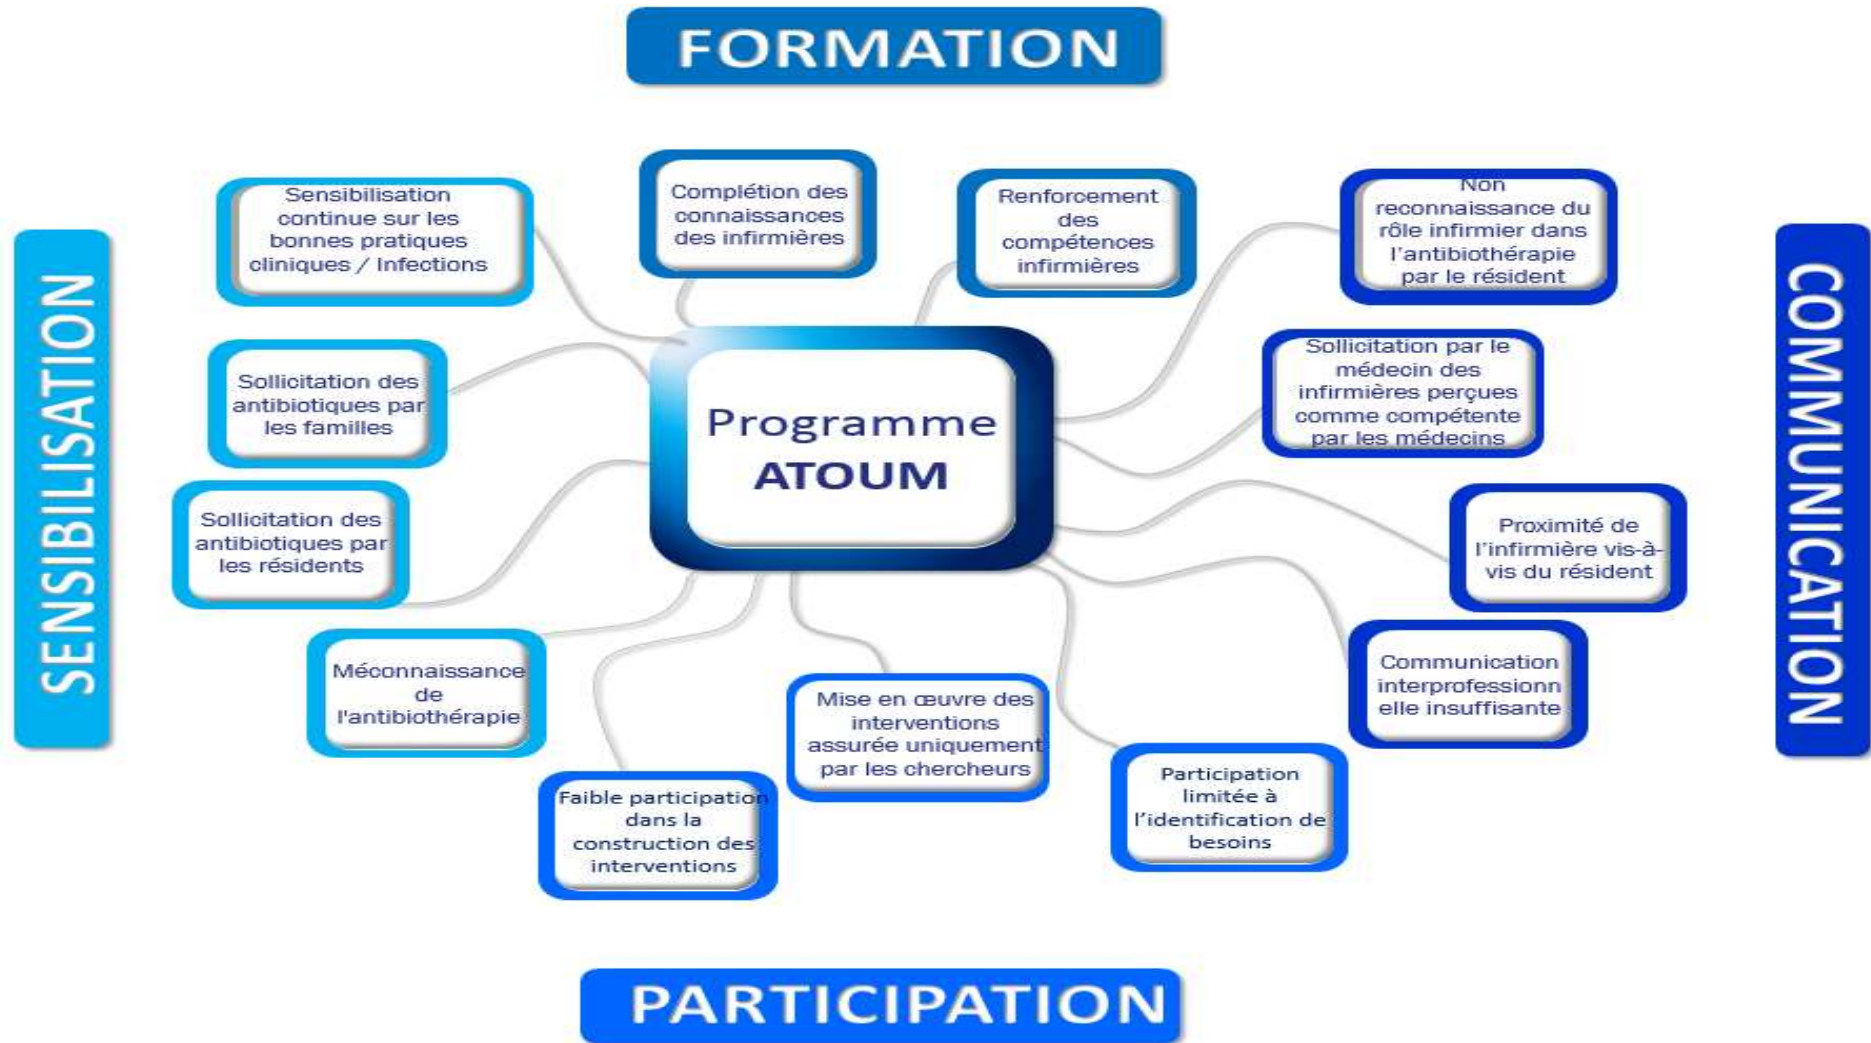 FORMATION
Sensibilisation
continue sur les
bonnes pratiques
cliniques / Infections
Complétion des
connaissances
des infirmières
Renforcement
des
compétences
infirmières
Non
reconnaissance du
rôle infirmier dans
l'antibiothérapie
par le résident
SENSIBILISATION
COMMUNICATION
Sollicitation des
antibiotiques par
les familles
Programme
ATOUM
Sollicitation par le
médecin des
infirmières perçues
comme compétente
par les médecins
Sollicitation des
antibiotiques par
les résidents
Proximité de
l'infirmière vis-à-
vis du résident
Méconnaissance
de
l'antibiothérapie
Mise en œuvre des
interventions
assurée uniquement
par les chercheurs
Communication
interprofessionn
elle insuffisante
Faible participation
dans la
construction des
interventions
Participation
limitée à
l'identification de
besoins
PARTICIPATION